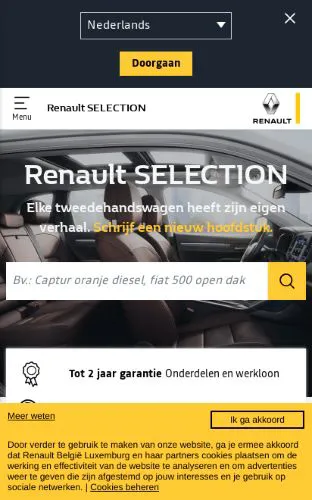 Nederlands
Doorgaan
Menu
Renault SELECTION
RENAULT
Renault SELECTION
Elke tweedehandswagen heeft zijn eigen
verhaal. Schrijf een nieuw hoofdstuk.
Bv.: Captur oranje diesel, fiat 500 open dak
Tot 2 jaar garantie Onderdelen en werkloon
Meer weten
Ik ga akkoord
Door verder te gebruik te maken van onze website, ga je ermee akkoord
dat Renault België Luxemburg en haar partners cookies plaatsen om de
werking en effectiviteit van de website te analyseren en om advertenties
weer te geven die zijn afgestemd op jouw interesses en je gebruik op
sociale netwerken. | Cookies beheren